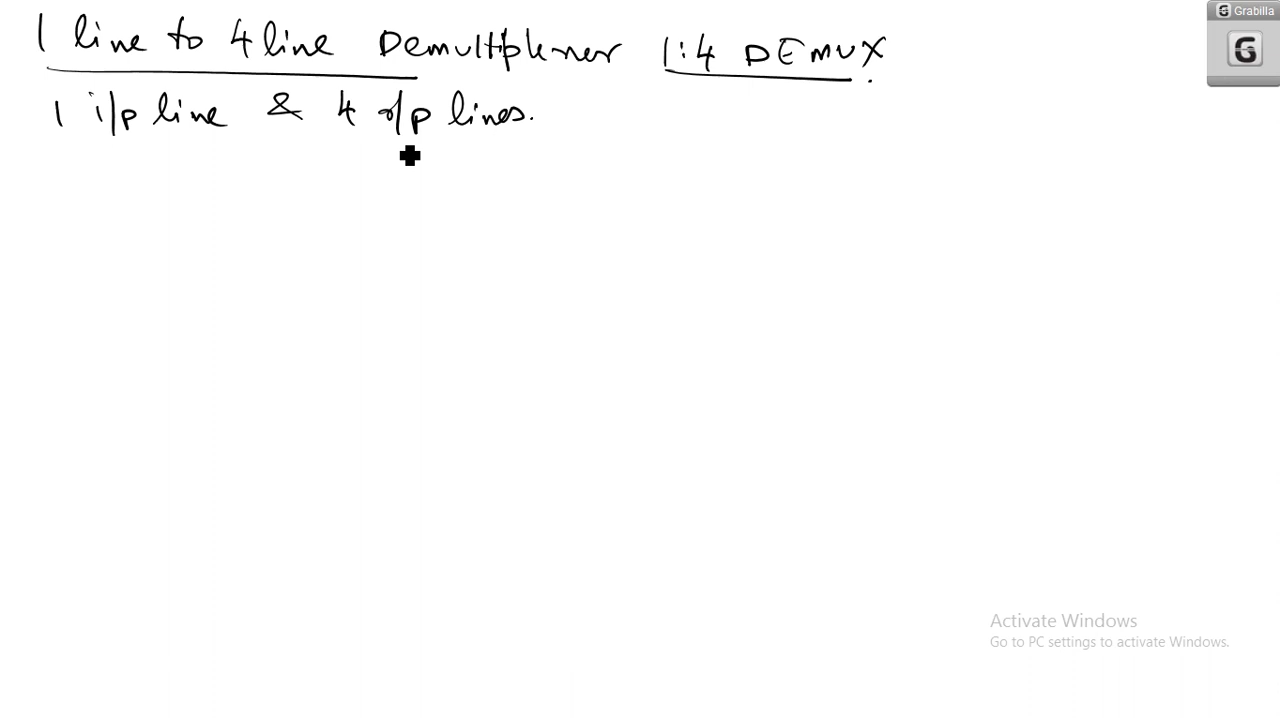 1 line to 4 line Demultiplexer 1:4 DEMUX
1 i/p line & 4 o/p lines.
Grabilla
G
Activate Windows
Go to PC settings to activate Windows.